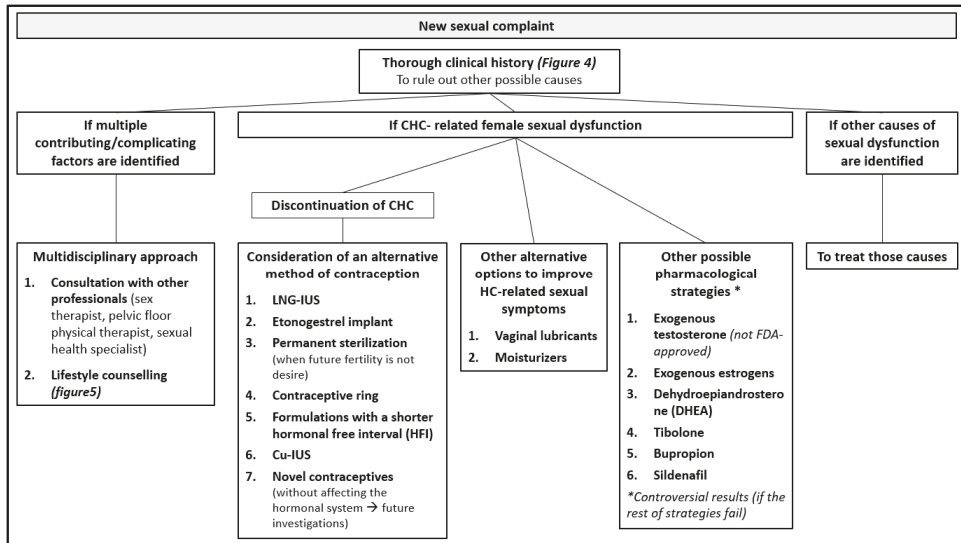 New sexual complaint
Thorough clinical history (Figure 4)
To rule out other possible causes
If multiple
contributing/complicating
factors are identified
If CHC- related female sexual dysfunction
If other causes of
sexual dysfunction
are identified
Discontinuation of CHC
Multidisciplinary approach
1. Consultation with other
professionals (sex
therapist, pelvic floor
physical therapist, sexual
health specialist)
2. Lifestyle counselling
(figure5)
Consideration of an alternative
method of contraception
1. LNG-IUS
2. Etonogestrel implant
3. Permanent sterilization
(when future fertility is not
desire)
4. Contraceptive ring
5. Formulations with a shorter
hormonal free interval (HFI)
6. Cu-IUS
7. Novel contraceptives
(without affecting the
hormonal system → future
investigations)
Other alternative
options to improve
HC-related sexual
symptoms
1. Vaginal lubricants
2. Moisturizers
Other possible
pharmacological
strategies *
1. Exogenous
testosterone (not FDA-
approved)
2. Exogenous estrogens
3. Dehydroepiandrostero
ne (DHEA)
4. Tibolone
5. Bupropion
6. Sildenafil
*Controversial results (if the
rest of strategies fail)
To treat those causes